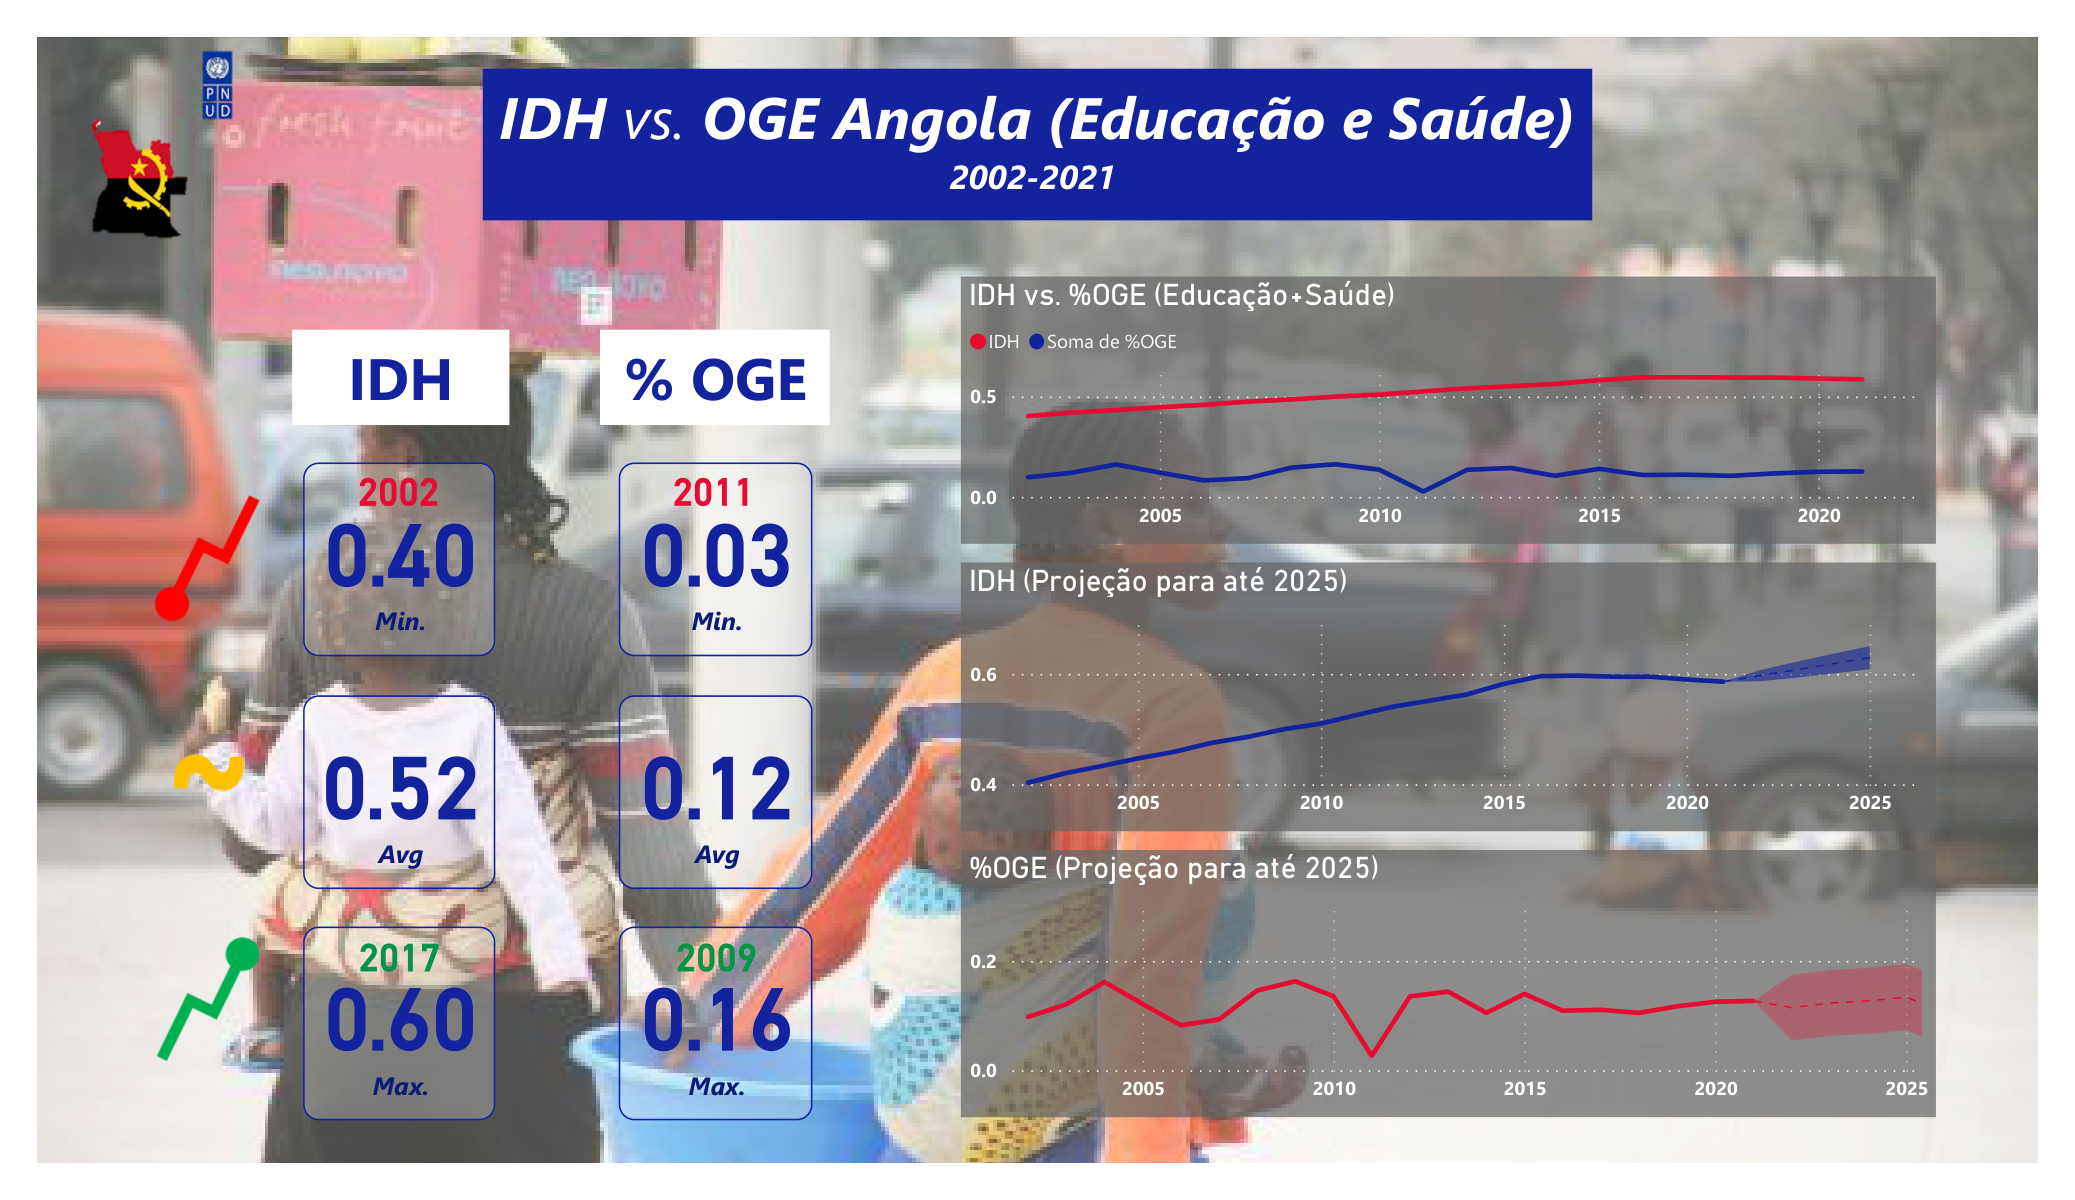 PN
UD
IDH vs. OGE Angola (Educação e Saúde)
2002-2021
fresh fruit
IDH
% OGE
2002
0.40
Min.
2011
0.03
Min.
0.52
Avg
0.12
Avg
2017
0.60
Max.
2009
0.16
Max.
IDH vs. %OGE (Educação+Saúde)
IDH Soma de %OGE
0.5
0.0
2005 2010 2015 2020
IDH (Projeção para até 2025)
0.6
0.4
2005 2010 2015 2020 2025
%OGE (Projeção para até 2025)
0.2
0.0
2005 2010 2015 2020 2025